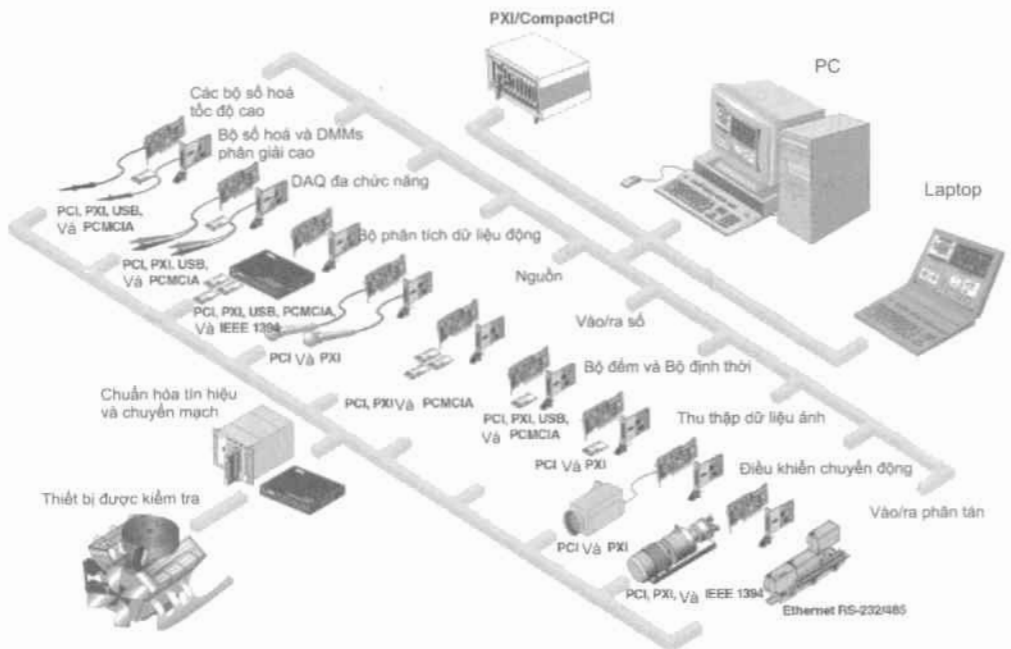 PXI/CompactPCI
PC
Laptop
Các bộ số hoá
tốc độ cao
Bộ số hoá và DMMs
phân giải cao
DAQ đa chức năng
PCI, PXI, USB,
Và PCMCIA
Bộ phân tích dữ liệu động
PCI, PXI, USB,
Và PCMCIA
Nguồn
PCI, PXI, USB, PCMCIA,
Và IEEE 1394
Vào/ra số
PCI Và PXI
Bộ đếm và Bộ định thời
Chuẩn hóa tín hiệu
và chuyển mạch
PCI, PXI Và PCMCIA
Thu thập dữ liệu ảnh
PCI, PXI, USB,
Và PCMCIA
PCI Và PXI
Điều khiển chuyển động
Thiết bị được kiểm tra
Vào/ra phân tán
PCI Và PXI
PCI, PXI, Và IEEE 1394
Ethernet RS-232/485